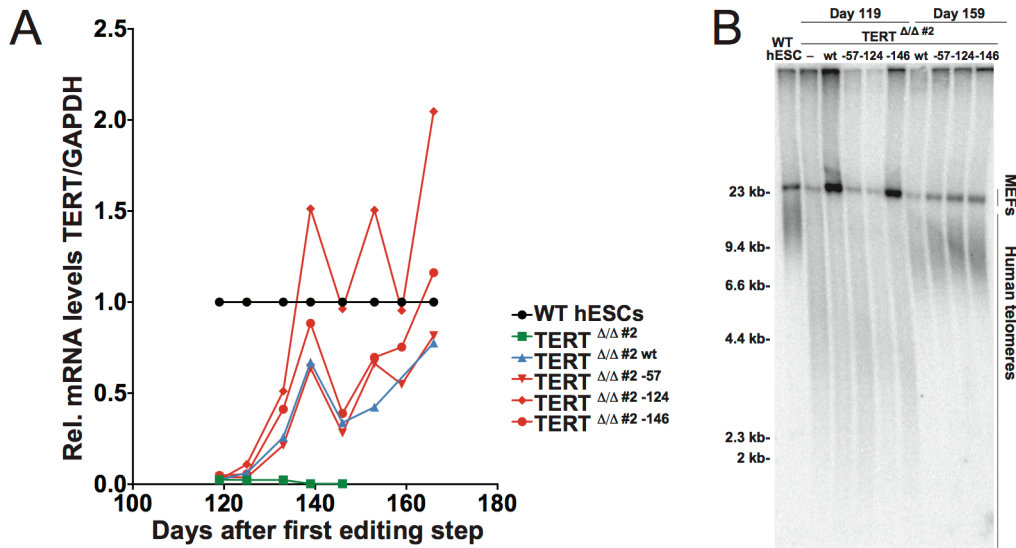 A
Rel. mRNA levels TERT/GAPDH
2.5
2.0
1.5
1.0
0.5
0.0
100 120 140 160 180
Days after first editing step
WT hESCs
TERT Δ/Δ #2
TERT Δ/Δ #2 wt
TERT Δ/Δ #2 -57
TERT Δ/Δ #2 -124
TERT Δ/Δ #2 -146
B
Day 119 Day 159
TERT Δ/Δ #2
WT
hESC – wt -57 -124 -146 wt -57 -124 -146
23 kb-
9.4 kb-
6.6 kb-
4.4 kb-
2.3 kb-
2 kb-
MEFs
Human telomeres